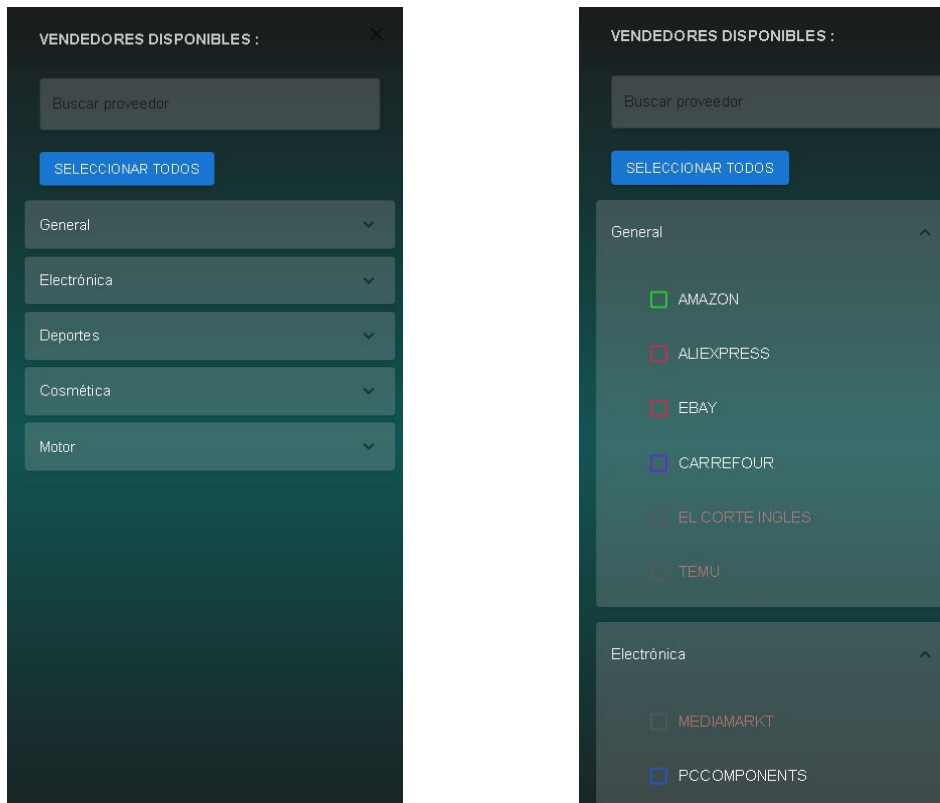 VENDEDORES DISPONIBLES :
Buscar proveedor
SELECCIONAR TODOS
General
Electrónica
Deportes
Cosmética
Motor
VENDEDORES DISPONIBLES :
Buscar proveedor
SELECCIONAR TODOS
General
AMAZON
ALIEXPRESS
EBAY
CARREFOUR
EL CORTE INGLES
TEMU
Electrónica
MEDIAMARKT
PCCOMPONENTS